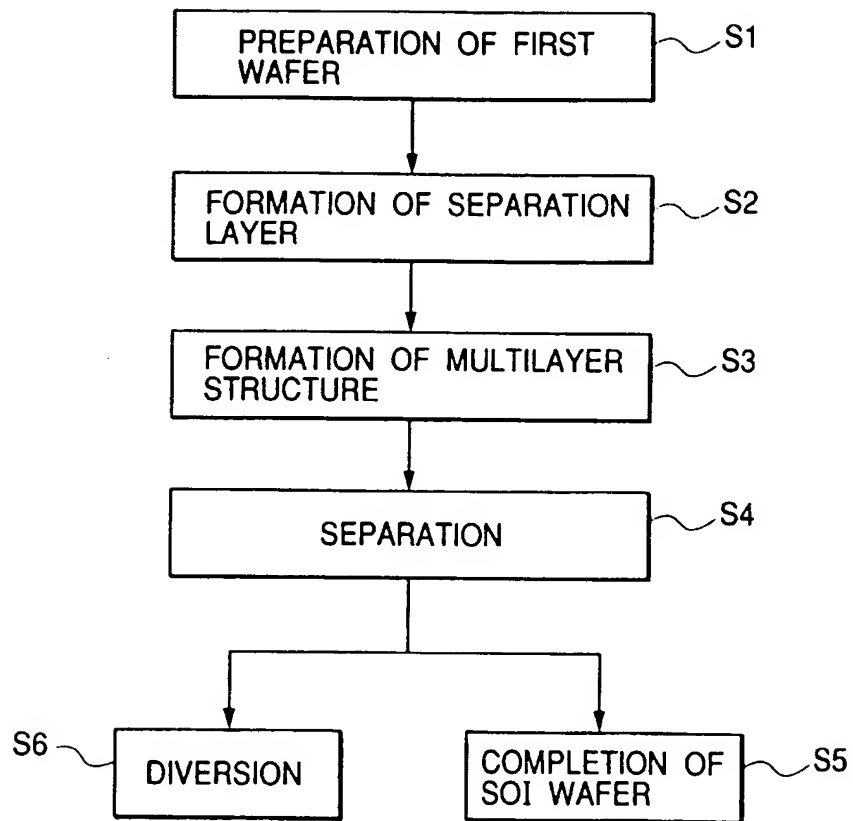 PREPARATION OF FIRST
WAFER
S1
FORMATION OF SEPARATION
LAYER
S2
FORMATION OF MULTILAYER
STRUCTURE
S3
SEPARATION
S4
S6
DIVERSION
COMPLETION OF
SOI WAFER
S5